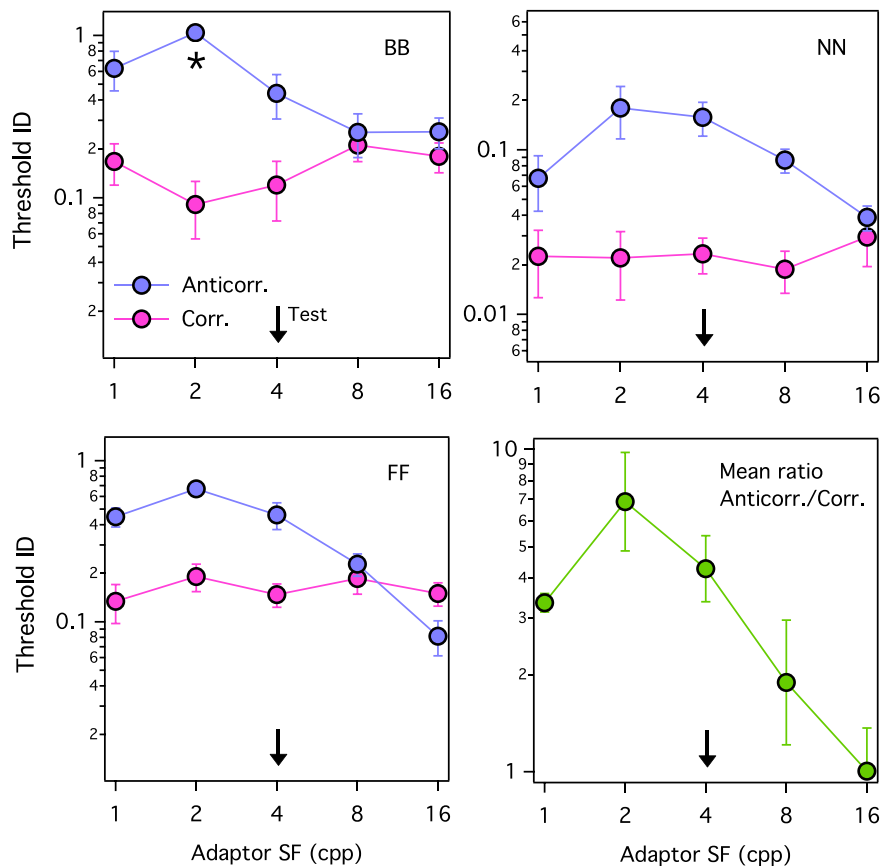 BB
Threshold ID
1
8
6
4
2
0.1
8
6
4
2
*
Anticorr.
Corr.
Test
1 2 4 8 16
NN
6
4
2
0.1
8
6
4
2
0.01
8
6
1 2 4 8 16
FF
Threshold ID
1
8
6
4
2
0.1
8
6
4
2
1 2 4 8 16
Adaptor SF (cpp)
Mean ratio
Anticorr./Corr.
10
9
8
7
6
5
4
3
2
1
1 2 4 8 16
Adaptor SF (cpp)